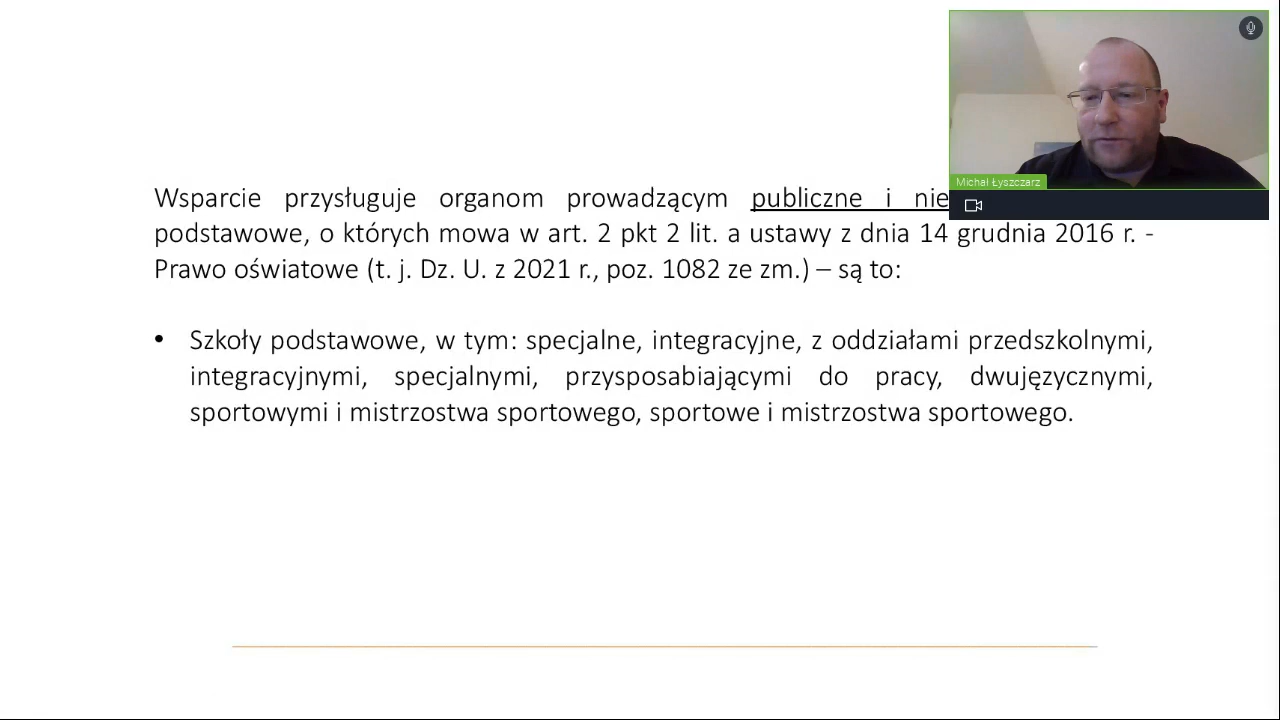 Michał Łyszczarz
Wsparcie przysługuje organom prowadzącym publiczne i nie
podstawowe, o których mowa w art. 2 pkt 2 lit. a ustawy z dnia 14 grudnia 2016 r. -
Prawo oświatowe (t. j. Dz. U. z 2021 r., poz. 1082 ze zm.) – są to:
• Szkoły podstawowe, w tym: specjalne, integracyjne, z oddziałami przedszkolnymi,
integracyjnymi, specjalnymi, przysposabiającymi do pracy, dwujęzycznymi,
sportowymi i mistrzostwa sportowego, sportowe i mistrzostwa sportowego.